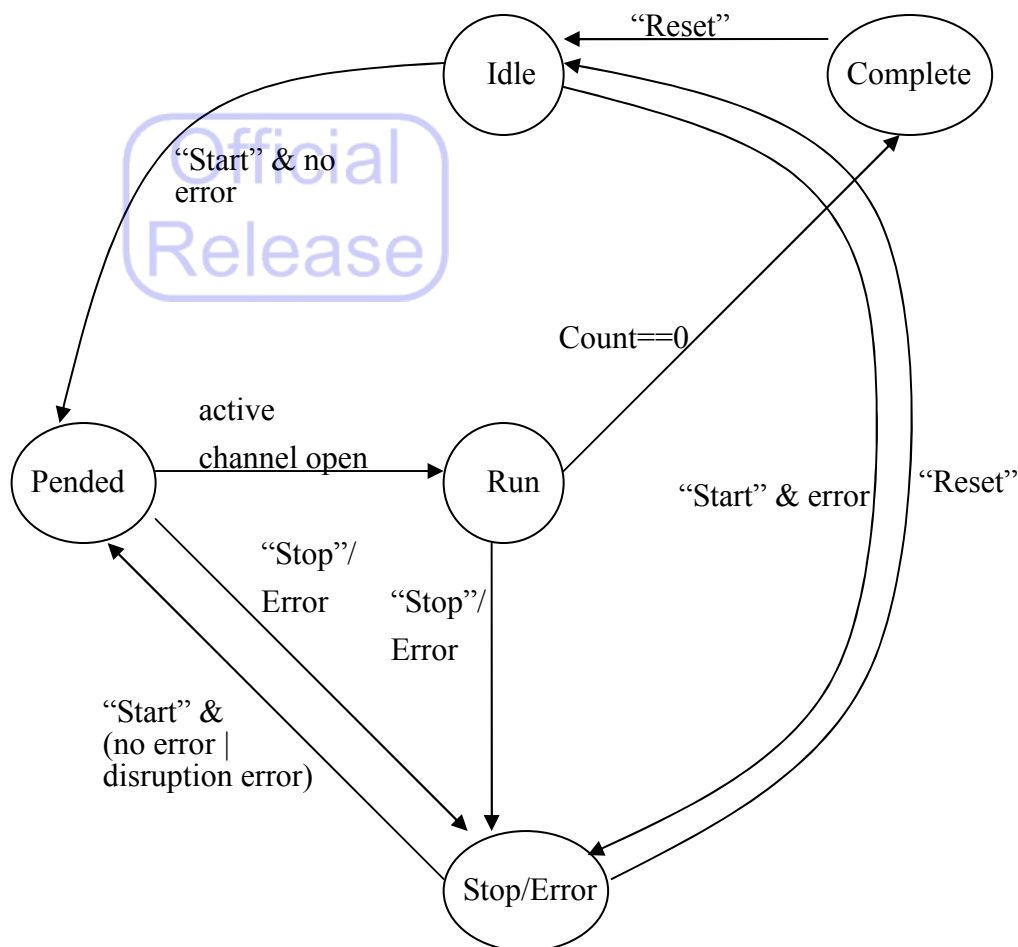 “Reset”
Idle
Complete
Official
Release
“Start” & no
error
Count==0
active
channel open
Pended
Run
“Start” & error
“Reset”
“Stop”/
Error
“Stop”/
Error
“Start” &
(no error |
disruption error)
Stop/Error